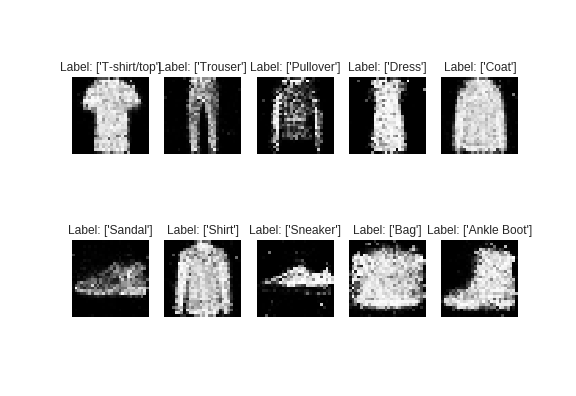 Label: ['T-shirt/top'] Label: ['Trouser'] Label: ['Pullover'] Label: ['Dress'] Label: ['Coat']
Label: ['Sandal'] Label: ['Shirt'] Label: ['Sneaker'] Label: ['Bag'] Label: ['Ankle Boot']